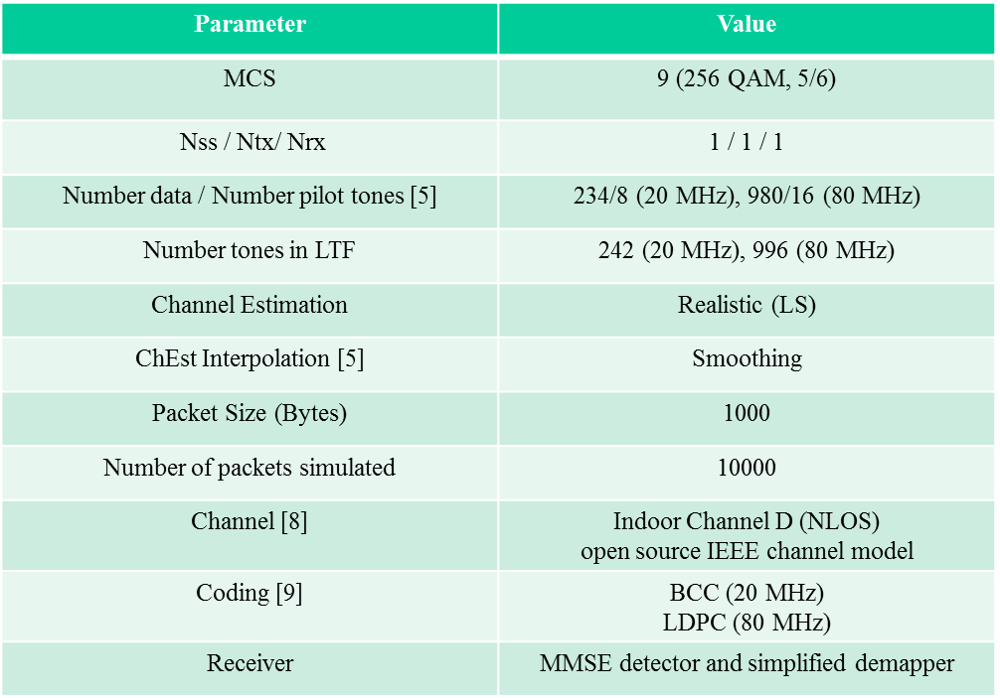 Parameter Value
MCS 9 (256 QAM, 5/6)
Nss / Ntx/ Nrx 1 / 1 / 1
Number data / Number pilot tones [5] 234/8 (20 MHz), 980/16 (80 MHz)
Number tones in LTF 242 (20 MHz), 996 (80 MHz)
Channel Estimation Realistic (LS)
ChEst Interpolation [5] Smoothing
Packet Size (Bytes) 1000
Number of packets simulated 10000
Channel [8] Indoor Channel D (NLOS)
open source IEEE channel model
Coding [9] BCC (20 MHz)
LDPC (80 MHz)
Receiver MMSE detector and simplified demapper